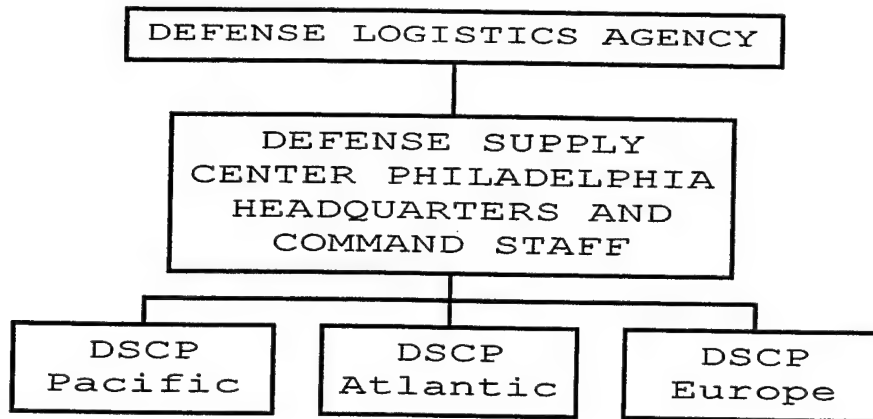 DEFENSE LOGISTICS AGENCY
DEFENSE SUPPLY
CENTER PHILADELPHIA
HEADQUARTERS AND
COMMAND STAFF
DSCP
Pacific
DSCP
Atlantic
DSCP
Europe